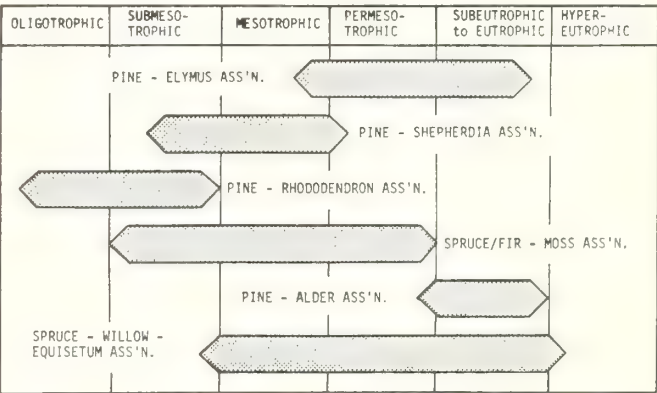 OLIGOTROPHIC
SUBMESO-
TROPHIC
MESOTROPHIC
PERMESO-
TROPHIC
SUBEUTROPHIC
to EUTROPHIC
HYPER-
EUTROPHIC
PINE - ELYMUS ASS'N.
PINE - SHEPHERDIA ASS'N.
PINE - RHODODENDRON ASS'N.
SPRUCE/FIR - MOSS ASS'N.
PINE - ALDER ASS'N.
SPRUCE - WILLOW -
EQUISETUM ASS'N.